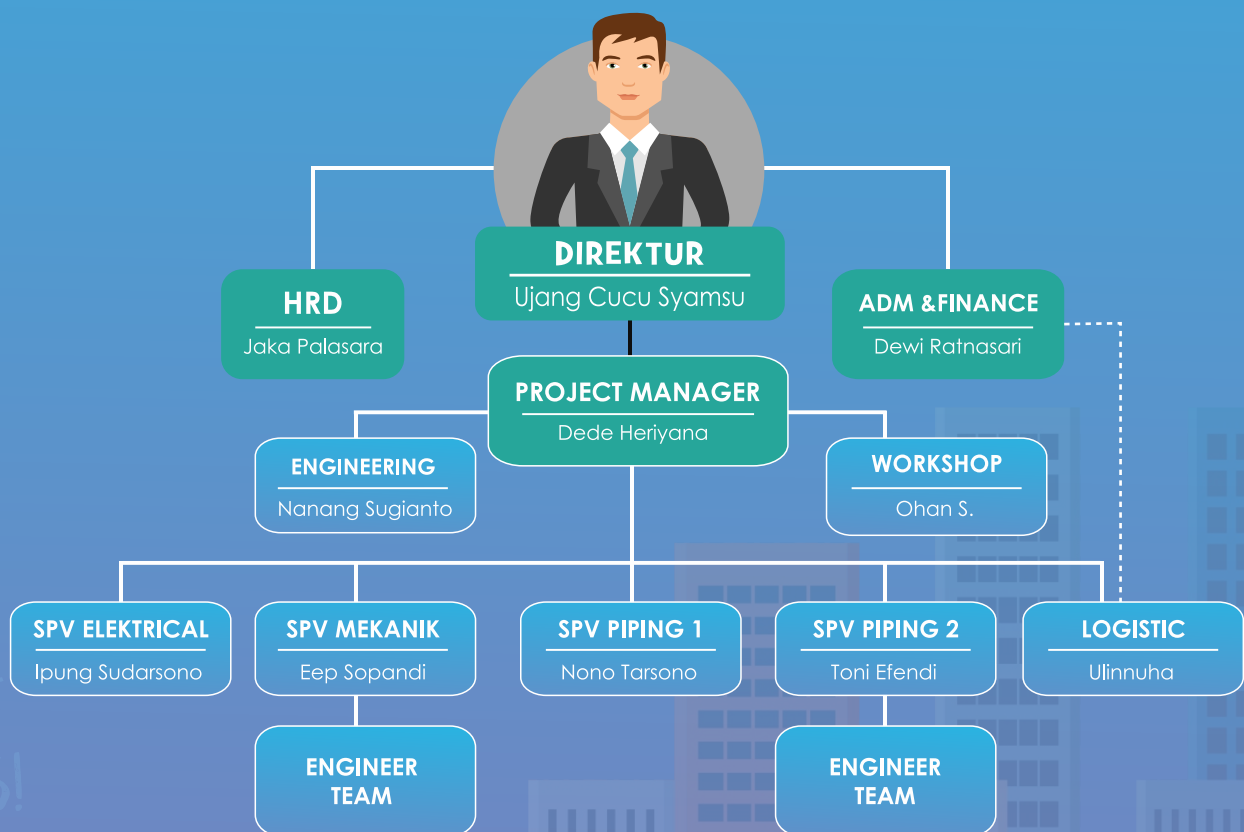 DIREKTUR
Ujang Cucu Syamsu
HRD
Jaka Palasara
ADM &FINANCE
Dewi Ratnasari
PROJECT MANAGER
Dede Heriyana
ENGINEERING
Nanang Sugianto
WORKSHOP
Ohan S.
SPV ELEKTRICAL
Ipung Sudarsono
SPV MEKANIK
Eep Sopandi
SPV PIPING 1
Nono Tarsono
SPV PIPING 2
Toni Efendi
LOGISTIC
Ulinnuha
ENGINEER
TEAM
ENGINEER
TEAM